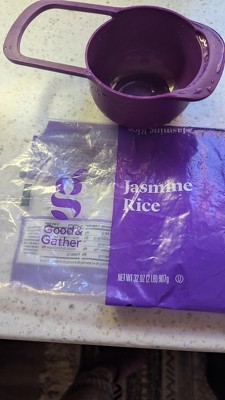 Jasmine Rice
Jasmine
Rice
Good&
Gather
NET WT 32 OZ (2 LB) 907g